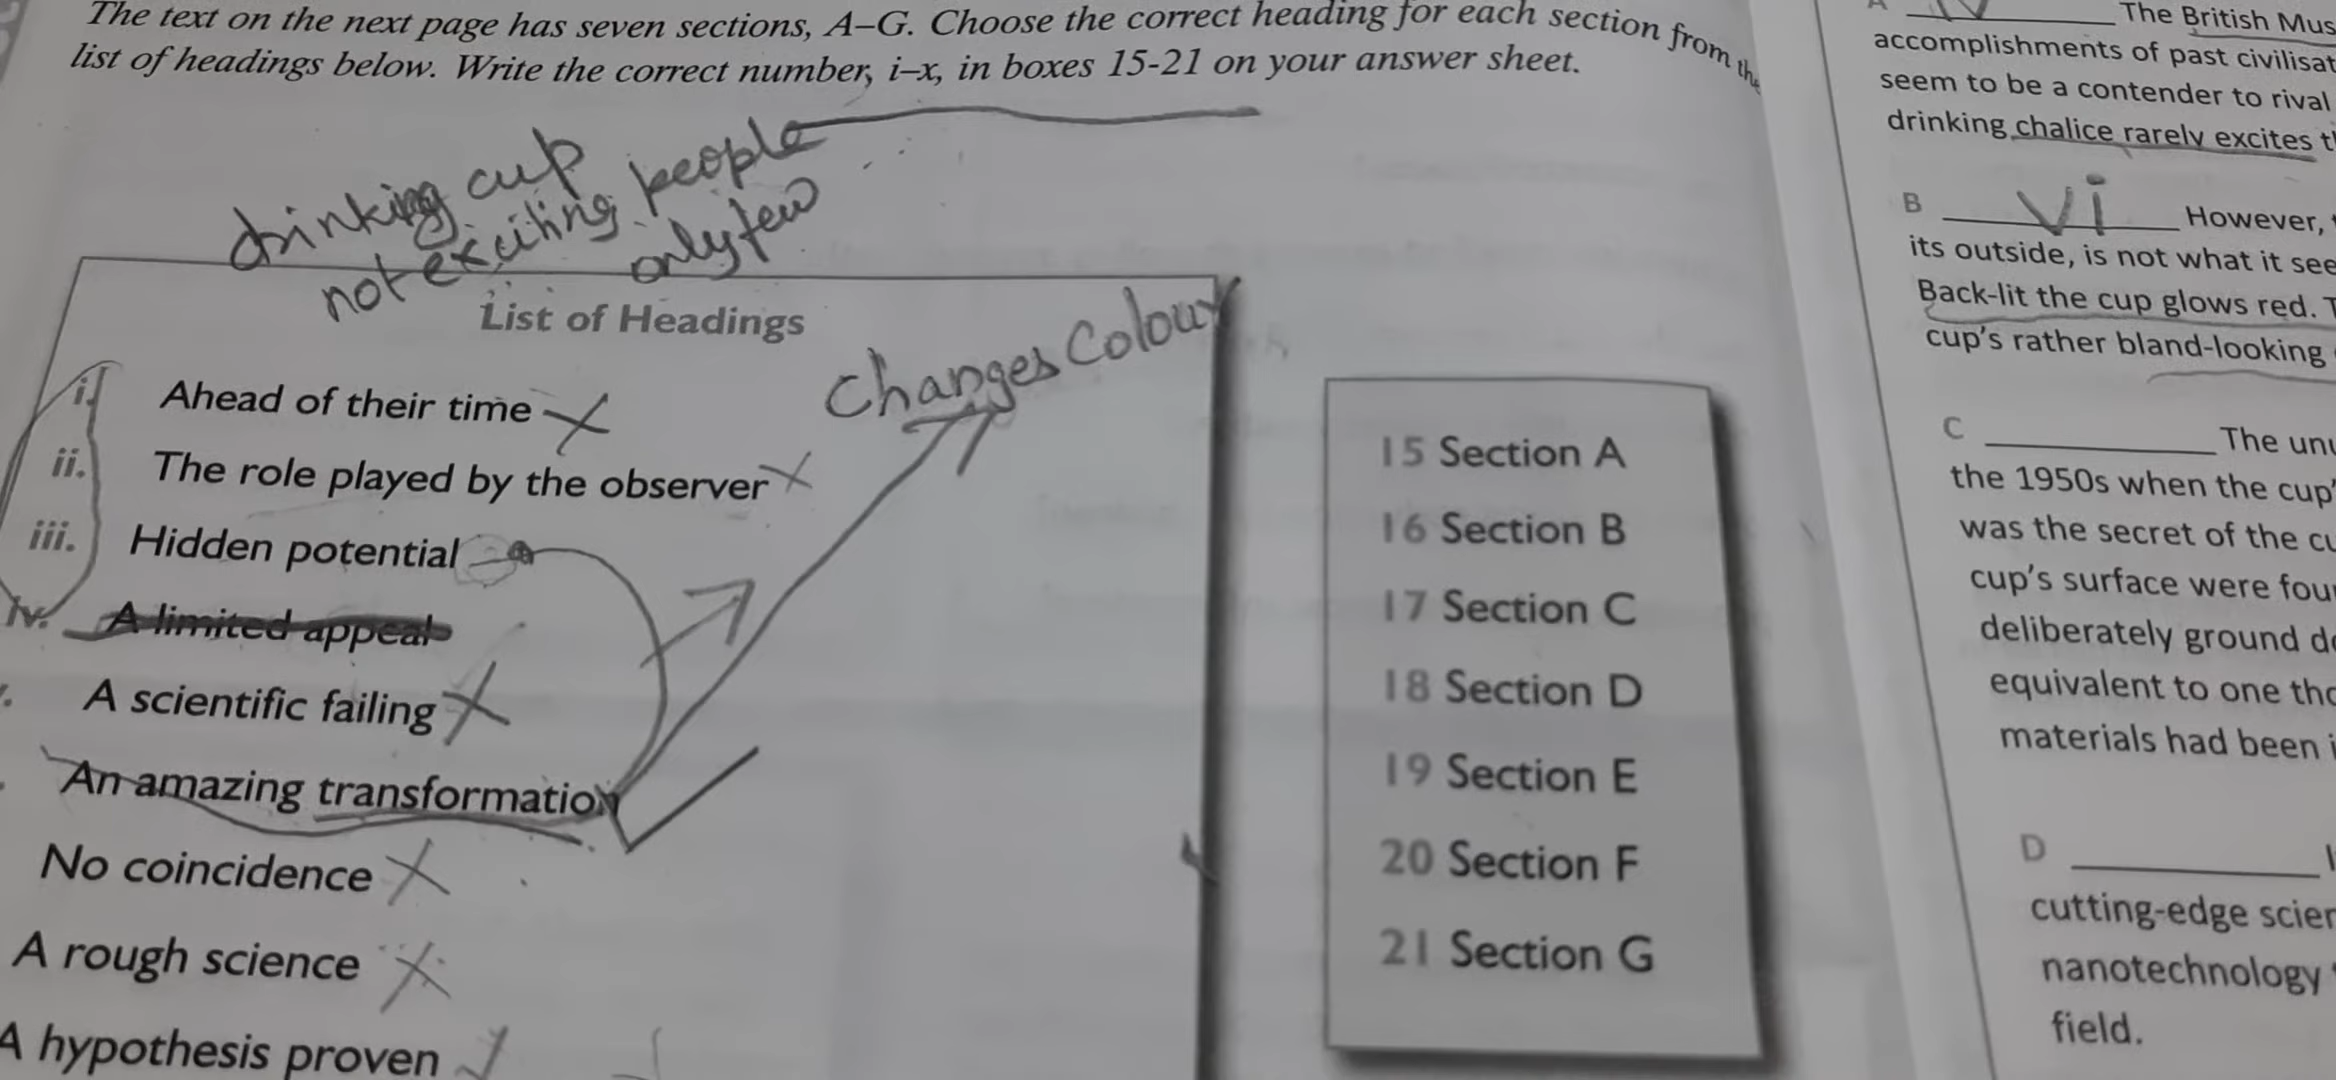 The text on the next page has seven sections, A–G. Choose the correct heading for each section from the
list of headings below. Write the correct number, i–x, in boxes 15-21 on your answer sheet.
drinking cup
not exciting people
only few
List of Headings
Changes Colour
i. Ahead of their time
ii. The role played by the observer
iii. Hidden potential
iv. A limited appeal
A scientific failing
An amazing transformation
No coincidence
A rough science
A hypothesis proven
15 Section A
16 Section B
17 Section C
18 Section D
19 Section E
20 Section F
21 Section G
A iv The British Mus
accomplishments of past civilisat
seem to be a contender to rival
drinking chalice rarely excites t
B vi However,
its outside, is not what it see
Back-lit the cup glows red. T
cup's rather bland-looking
C The unu
the 1950s when the cup'
was the secret of the cu
cup's surface were four
deliberately ground do
equivalent to one tho
materials had been i
D
cutting-edge scien
nanotechnology
field.